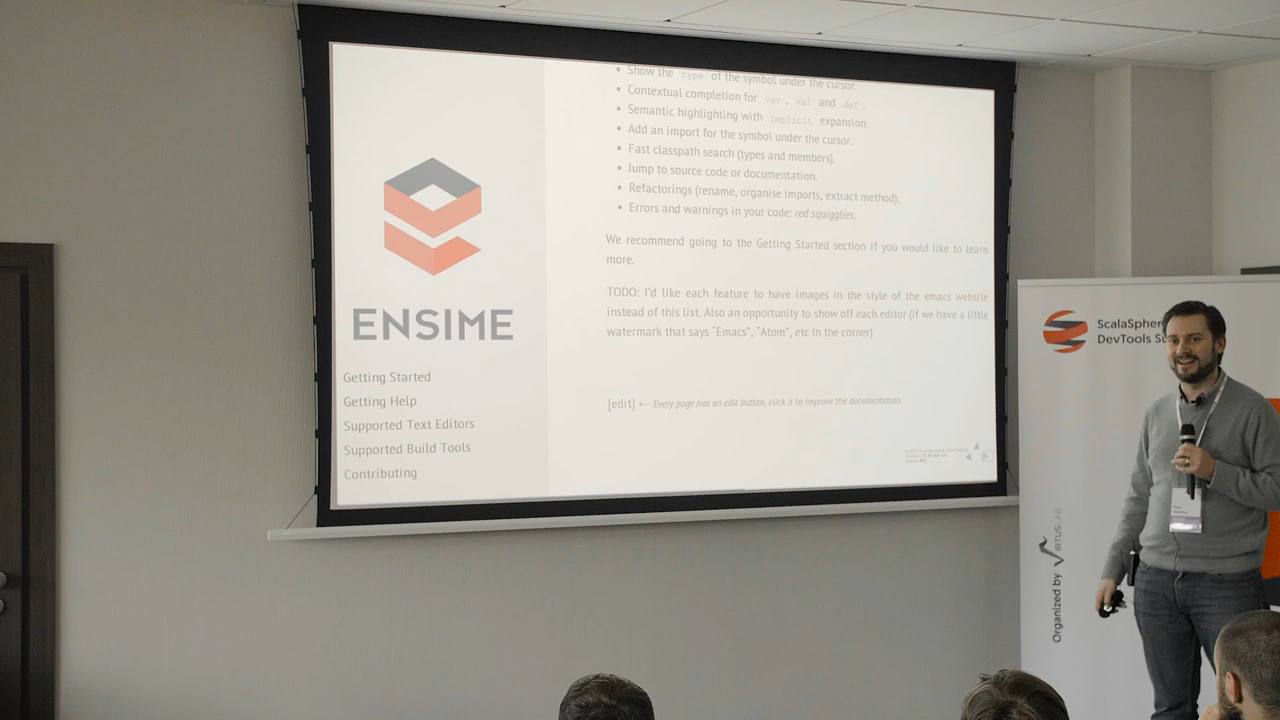 Show the type of the symbol under the cursor.
Contextual completion for var, val and def.
Semantic highlighting with implicit expansion.
Add an import for the symbol under the cursor.
Fast classpath search (types and members).
Jump to source code or documentation.
Refactorings (rename, organise imports, extract method).
Errors and warnings in your code: red squigglies.
We recommend going to the Getting Started section if you would like to learn
more.
TODO: I'd like each feature to have images in the style of the emacs website
instead of this list. Also an opportunity to show off each editor (if we have a little
watermark that says "Emacs", "Atom", etc in the corner)
[edit] <-- Every page has an edit button, click it to improve the documentation.
ENSIME
Getting Started
Getting Help
Supported Text Editors
Supported Build Tools
Contributing
ScalaSpher
DevTools Su
Organized by VIRTUSLAB